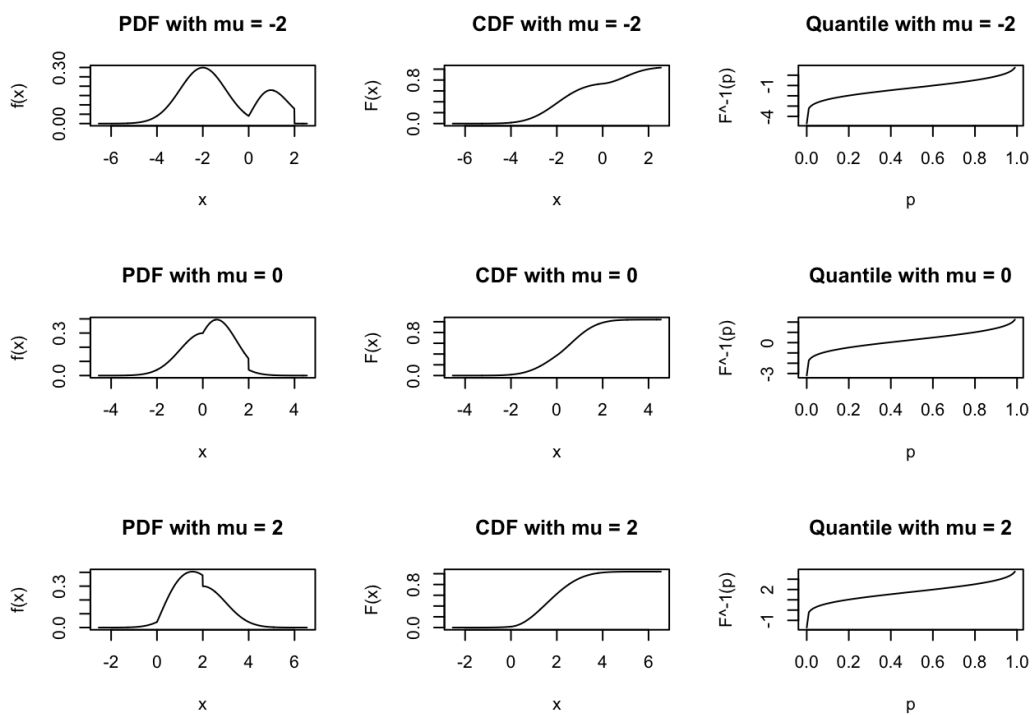 PDF with mu = -2
f(x)
0.00 0.30
-6 -4 -2 0 2
x
CDF with mu = -2
F(x)
0.0 0.8
-6 -4 -2 0 2
x
Quantile with mu = -2
F^-1(p)
-4 -1
0.0 0.2 0.4 0.6 0.8 1.0
p
PDF with mu = 0
f(x)
0.0 0.3
-4 -2 0 2 4
x
CDF with mu = 0
F(x)
0.0 0.8
-4 -2 0 2 4
x
Quantile with mu = 0
F^-1(p)
-3 0
0.0 0.2 0.4 0.6 0.8 1.0
p
PDF with mu = 2
f(x)
0.0 0.3
-2 0 2 4 6
x
CDF with mu = 2
F(x)
0.0 0.8
-2 0 2 4 6
x
Quantile with mu = 2
F^-1(p)
-1 2
0.0 0.2 0.4 0.6 0.8 1.0
p